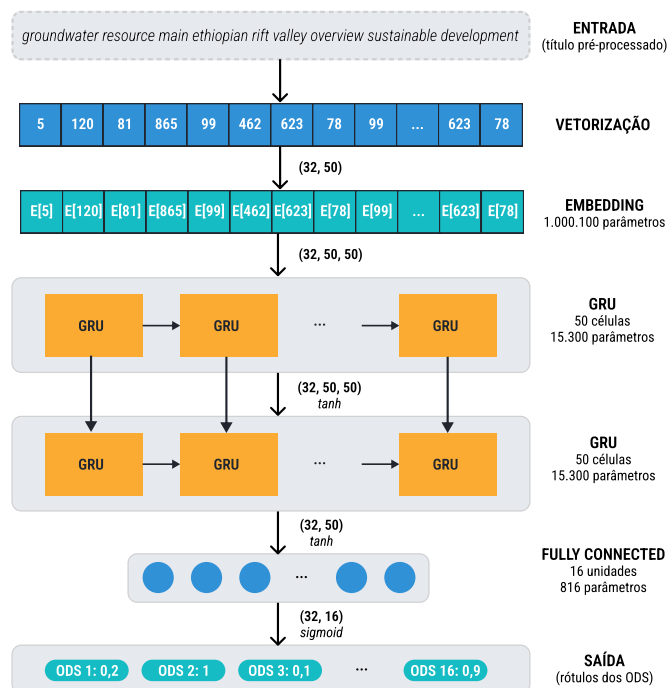 groundwater resource main ethiopian rift valley overview sustainable development
ENTRADA
(título pré-processado)
5 120 81 865 99 462 623 78 99 ... 623 78
VETORIZAÇÃO
(32, 50)
E[5] E[120] E[81] E[865] E[99] E[462] E[623] E[78] E[99] ... E[623] E[78]
EMBEDDING
1.000.100 parâmetros
(32, 50, 50)
GRU GRU ... GRU
GRU
50 células
15.300 parâmetros
(32, 50, 50)
tanh
GRU GRU ... GRU
GRU
50 células
15.300 parâmetros
(32, 50)
tanh
...
FULLY CONNECTED
16 unidades
816 parâmetros
(32, 16)
sigmoid
ODS 1: 0,2 ODS 2: 1 ODS 3: 0,1 ... ODS 16: 0,9
SAÍDA
(rótulos dos ODS)